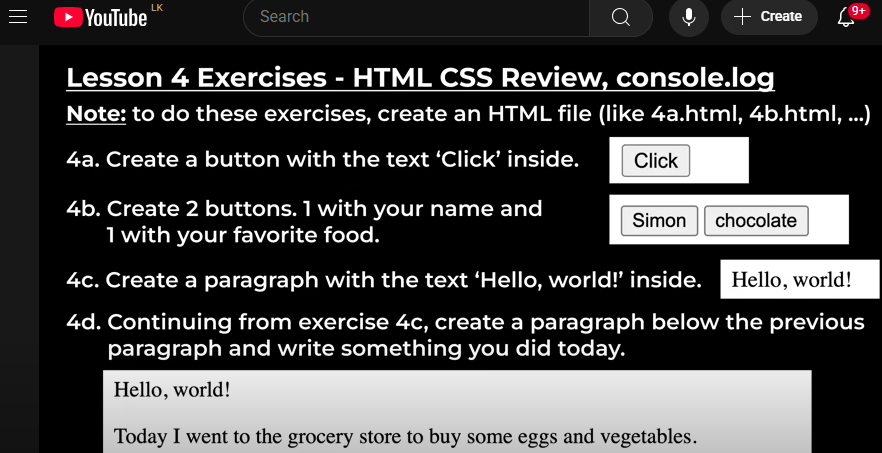 YouTube LK
Search
Create
9+
Lesson 4 Exercises - HTML CSS Review, console.log
Note: to do these exercises, create an HTML file (like 4a.html, 4b.html, ...)
4a. Create a button with the text ‘Click’ inside.
Click
4b. Create 2 buttons. 1 with your name and
1 with your favorite food.
Simon chocolate
4c. Create a paragraph with the text ‘Hello, world!’ inside.
Hello, world!
4d. Continuing from exercise 4c, create a paragraph below the previous
paragraph and write something you did today.
Hello, world!
Today I went to the grocery store to buy some eggs and vegetables.